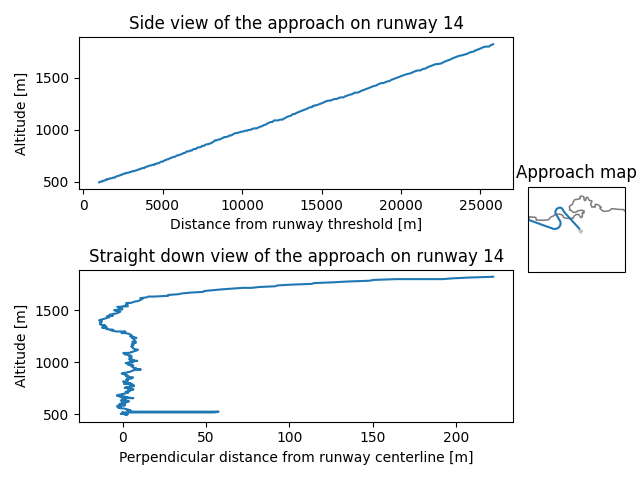 Side view of the approach on runway 14
Altitude [m]
1500
1000
500
0 5000 10000 15000 20000 25000
Distance from runway threshold [m]
Approach map
Straight down view of the approach on runway 14
Altitude [m]
1500
1000
500
0 50 100 150 200
Perpendicular distance from runway centerline [m]